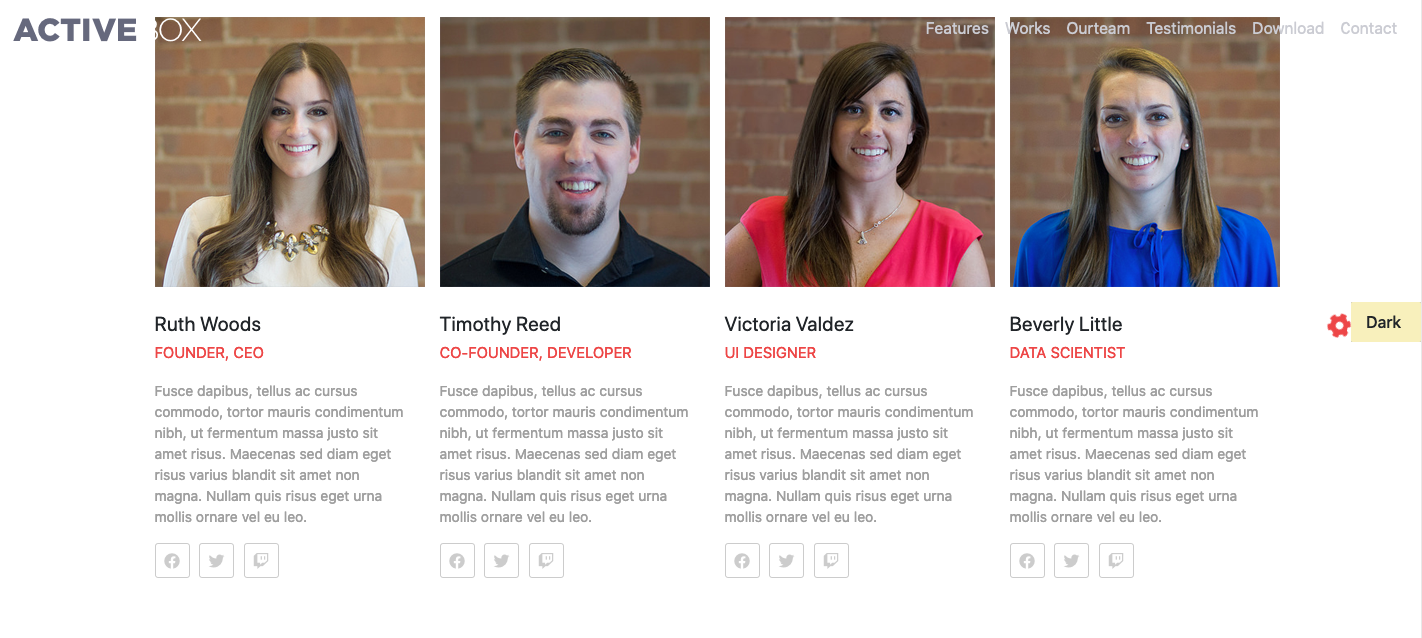 ACTIVEBOX
Features Works Ourteam Testimonials Download Contact
Ruth Woods
FOUNDER, CEO
Fusce dapibus, tellus ac cursus
commodo, tortor mauris condimentum
nibh, ut fermentum massa justo sit
amet risus. Maecenas sed diam eget
risus varius blandit sit amet non
magna. Nullam quis risus eget urna
mollis ornare vel eu leo.
Timothy Reed
CO-FOUNDER, DEVELOPER
Fusce dapibus, tellus ac cursus
commodo, tortor mauris condimentum
nibh, ut fermentum massa justo sit
amet risus. Maecenas sed diam eget
risus varius blandit sit amet non
magna. Nullam quis risus eget urna
mollis ornare vel eu leo.
Victoria Valdez
UI DESIGNER
Fusce dapibus, tellus ac cursus
commodo, tortor mauris condimentum
nibh, ut fermentum massa justo sit
amet risus. Maecenas sed diam eget
risus varius blandit sit amet non
magna. Nullam quis risus eget urna
mollis ornare vel eu leo.
Beverly Little
DATA SCIENTIST
Fusce dapibus, tellus ac cursus
commodo, tortor mauris condimentum
nibh, ut fermentum massa justo sit
amet risus. Maecenas sed diam eget
risus varius blandit sit amet non
magna. Nullam quis risus eget urna
mollis ornare vel eu leo.
Dark